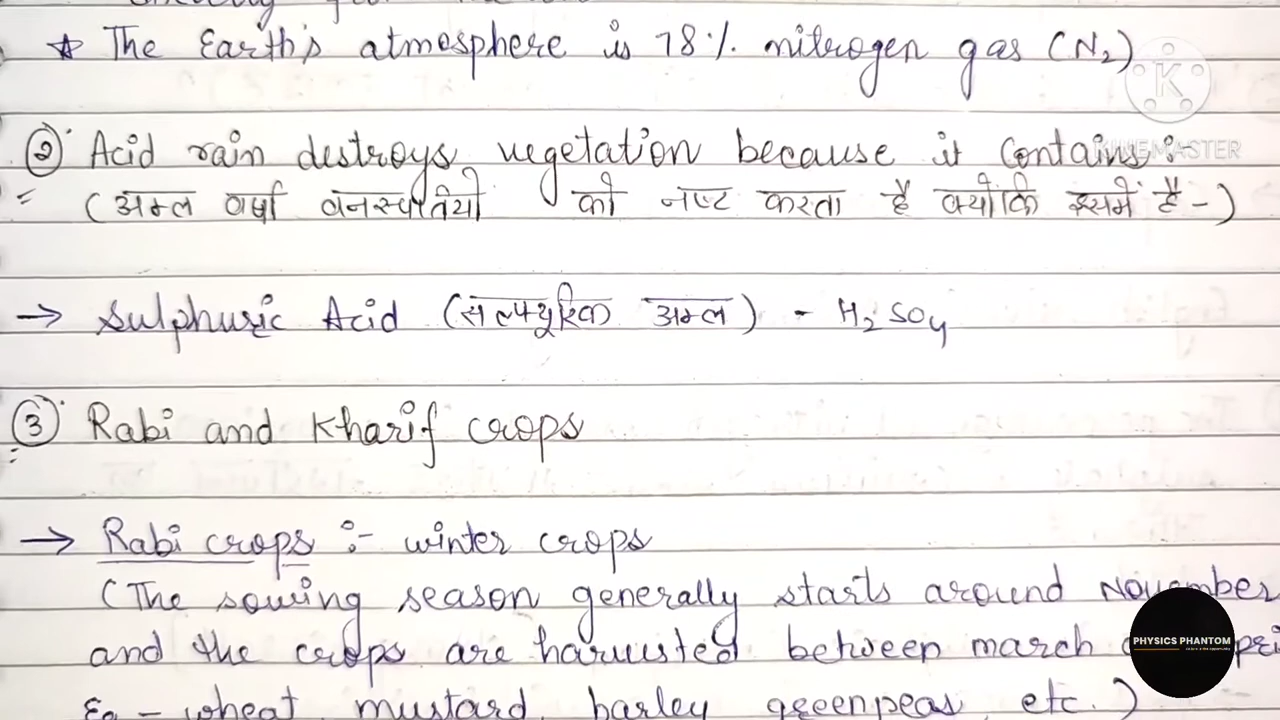 ☆ The Earth's atmosphere is 78% nitrogen gas (N₂)
② Acid rain destroys vegetation because it contains :-
(अम्ल वर्षा वनस्पतियो को नष्ट करता है क्योकि इसमें है -)
→ Sulphuric Acid (सल्फ्यूरिक अम्ल) - H₂SO₄
③ Rabi and Kharif crops
→ Rabi crops :- winter crops
(The sowing season generally starts around November
and the crops are harvested between march
Eg - wheat, mustard, barley greenpeas, etc.)
K
KINEMASTER
PHYSICS PHANTOM